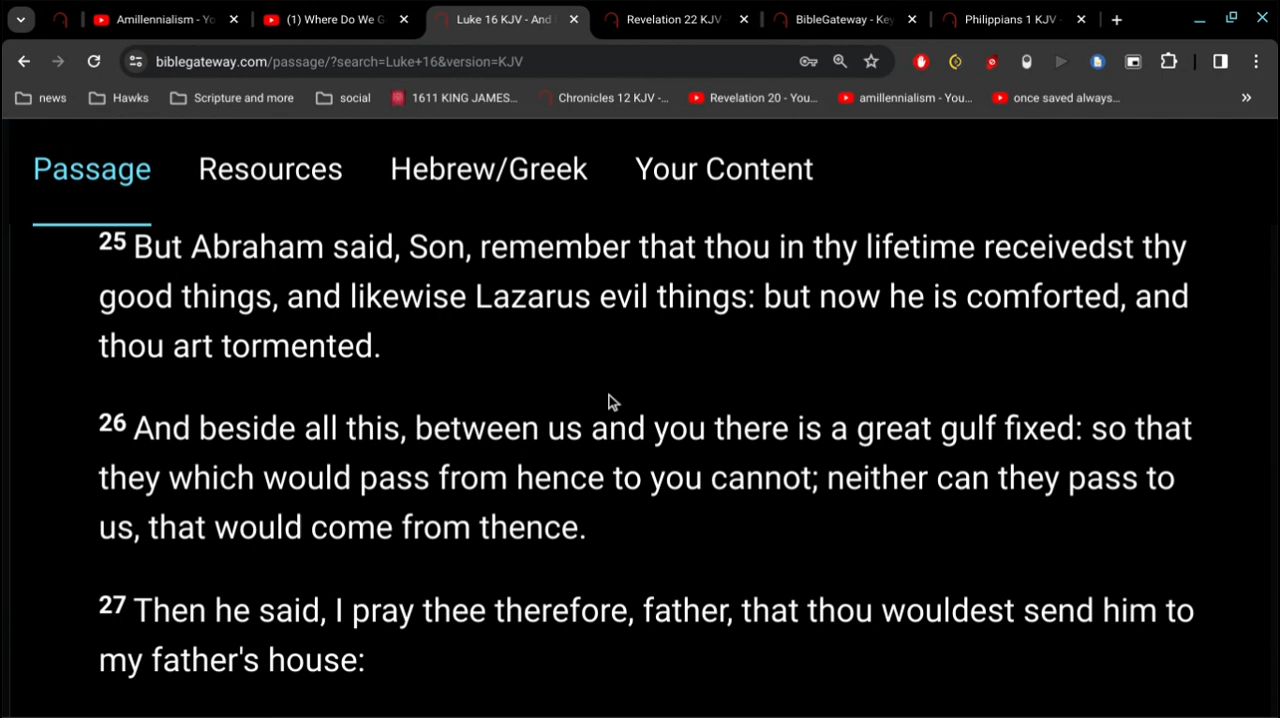 Amillennialism - Yo
(1) Where Do We G
Luke 16 KJV - And
Revelation 22 KJV
BibleGateway - Key
Philippians 1 KJV -
biblegateway.com/passage/?search=Luke+16&version=KJV
news
Hawks
Scripture and more
social
1611 KING JAMES...
Chronicles 12 KJV -...
Revelation 20 - You...
amillennialism - You...
once saved always...
Passage
Resources
Hebrew/Greek
Your Content
25 But Abraham said, Son, remember that thou in thy lifetime receivedst thy
good things, and likewise Lazarus evil things: but now he is comforted, and
thou art tormented.
26 And beside all this, between us and you there is a great gulf fixed: so that
they which would pass from hence to you cannot; neither can they pass to
us, that would come from thence.
27 Then he said, I pray thee therefore, father, that thou wouldest send him to
my father's house: